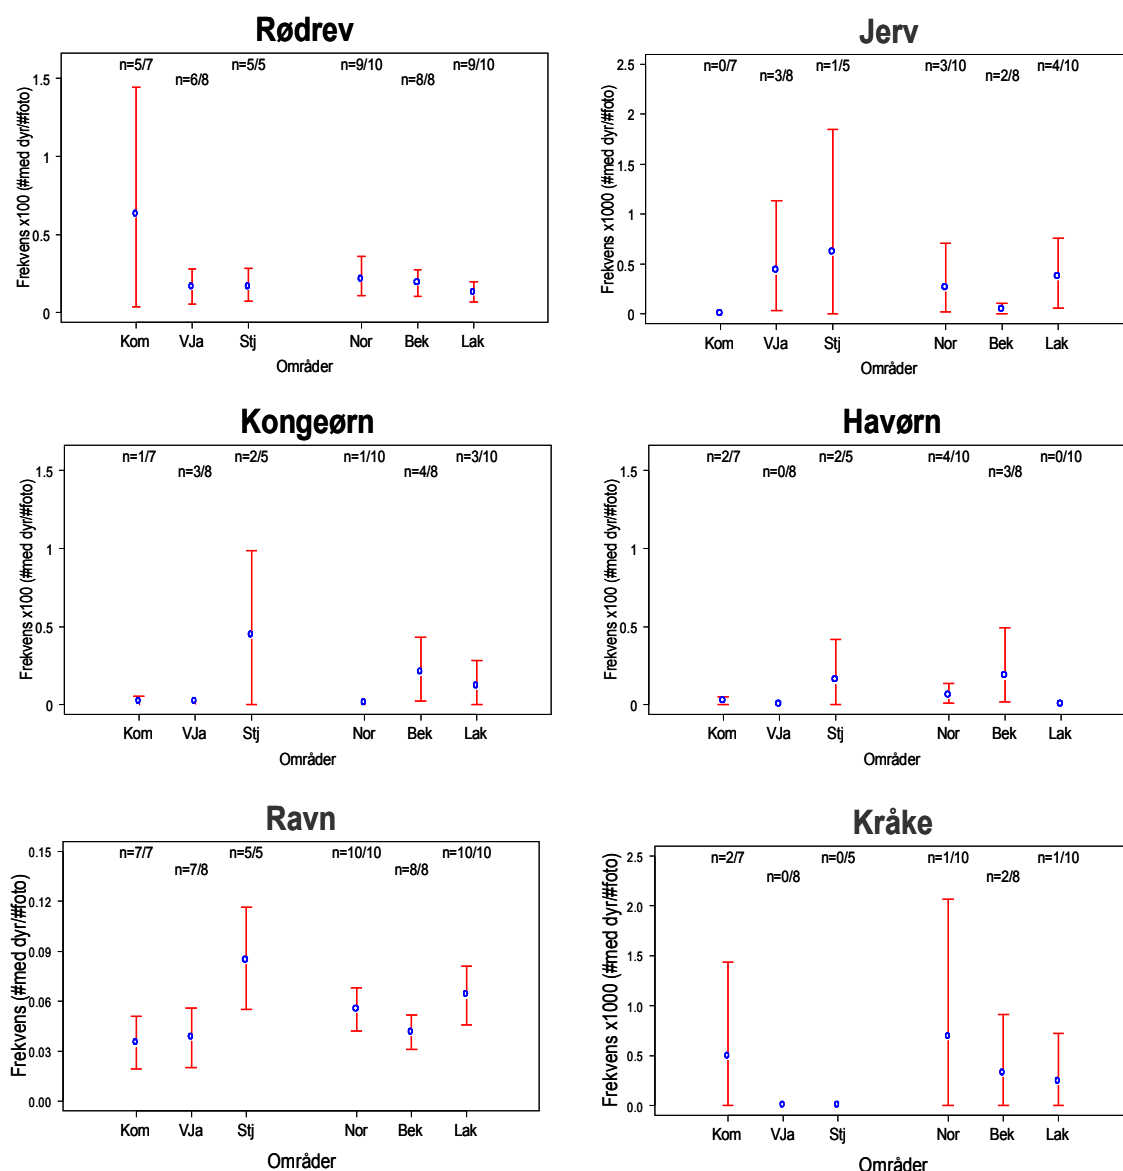 Rødrev
n=5/7 n=5/5 n=9/10 n=9/10
n=6/8 n=8/8
1.5
1
0.5
0
Frekvens x100 (#med dyr/#foto)
Kom VJa Stj Nor Bek Lak
Områder
Jerv
n=0/7 n=1/5 n=3/10 n=4/10
n=3/8 n=2/8
2.5
2
1.5
1
0.5
0
Frekvens x1000 (#med dyr/#foto)
Kom VJa Stj Nor Bek Lak
Områder
Kongeørn
n=1/7 n=2/5 n=1/10 n=3/10
n=3/8 n=4/8
1.5
1
0.5
0
Frekvens x100 (#med dyr/#foto)
Kom VJa Stj Nor Bek Lak
Områder
Havørn
n=2/7 n=2/5 n=4/10 n=0/10
n=0/8 n=3/8
1.5
1
0.5
0
Frekvens x100 (#med dyr/#foto)
Kom VJa Stj Nor Bek Lak
Områder
Ravn
n=7/7 n=5/5 n=10/10 n=10/10
n=7/8 n=8/8
0.15
0.12
0.09
0.06
0.03
0.00
Frekvens (#med dyr/#foto)
Kom VJa Stj Nor Bek Lak
Områder
Kråke
n=2/7 n=0/5 n=1/10 n=1/10
n=0/8 n=2/8
2.5
2.0
1.5
1.0
0.5
0.0
Frekvens x1000 (#med dyr/#foto)
Kom VJa Stj Nor Bek Lak
Områder